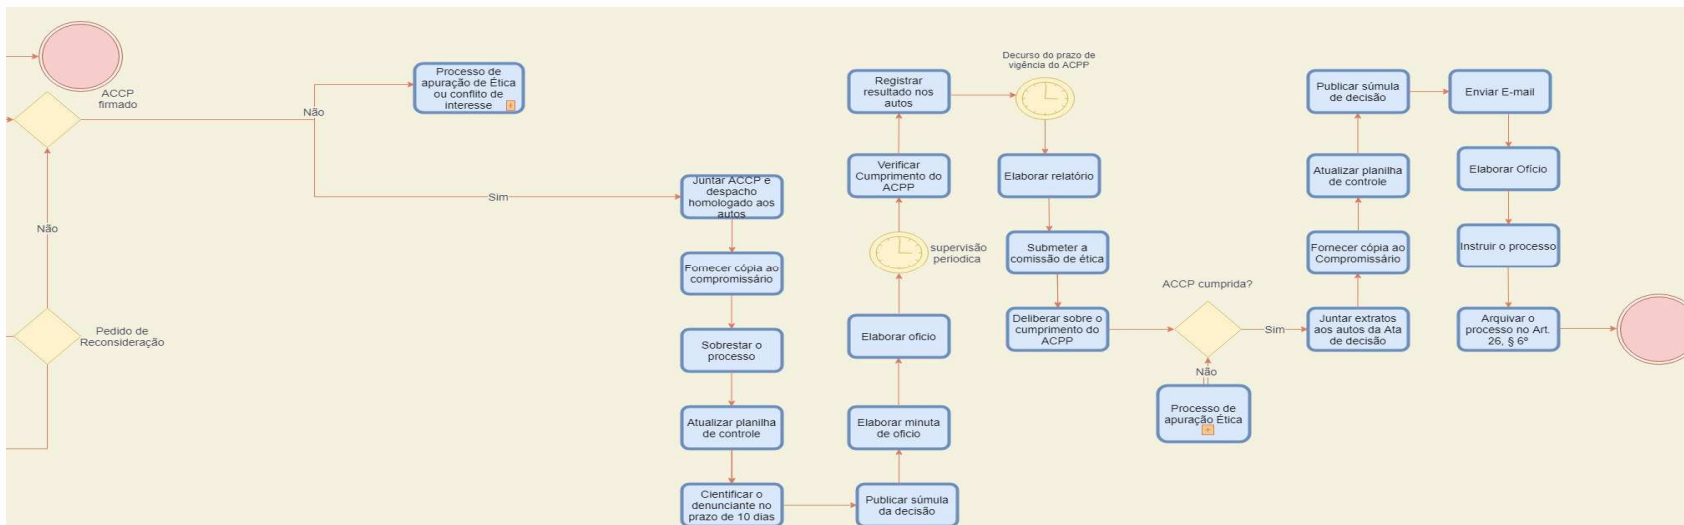 ACCP
firmado
Não
Processo de
apuração de Ética
ou conflito de
interesse
Não
Pedido de
Reconsideração
Sim
Juntar ACCP e
despacho
homologado aos
autos
Fornecer cópia ao
compromissário
Sobrestar o
processo
Atualizar planilha
de controle
Cientificar o
denunciante no
prazo de 10 dias
Publicar súmula
da decisão
Elaborar minuta
de oficio
Elaborar oficio
supervisão
periodica
Verificar
Cumprimento do
ACPP
Registrar
resultado nos
autos
Decurso do prazo de
vigência do ACPP
Elaborar relatório
Submeter a
comissão de ética
Deliberar sobre o
cumprimento do
ACPP
ACCP cumprida?
Não
Processo de
apuração Ética
Sim
Juntar extratos
aos autos da Ata
de decisão
Fornecer cópia ao
Compromissário
Atualizar planilha
de controle
Publicar súmula
de decisão
Enviar E-mail
Elaborar Ofício
Instruir o processo
Arquivar o
processo no Art.
26, § 6º